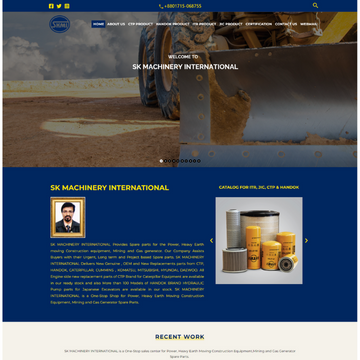 +8801715-068755
HOME ABOUT US CTP PRODUCT HANDOK PRODUCT ITR PRODUCT JIC PRODUCT CERTIFICATION CONTACT US WEBMAIL
WELCOME TO
SK MACHINERY INTERNATIONAL
SK MACHINERY INTERNATIONAL
SK MACHINERY INTERNATIONAL Provides Spare parts for the Power, Heavy Earth
moving Construction equipment, Mining and Gas generator. Our Company Assists
Buyers with their Urgent, Long term and Project based Spare parts. SK MACHINERY
INTERNATIONAL Delivers New Genuine , OEM and New Replacements from CTP,
HANDOK, CATERPILLAR, CUMMINS , KOMATSU, MITSUBISHI, HYUNDAI, DAEWOO. All
Engine side new replacement parts of CTP Brand for Caterpillar Equipment are available
in our ready stock and also More than 100 Models of HANDOK BRAND HYDRAULIC
Pump parts for Japanese Excavators are available in our stock. SK MACHINERY
INTERNATIONAL is a One-Stop Shop for Power, Heavy Earth Moving Construction
Equipment, Mining and Gas Generator Spare Parts.
CATALOG FOR ITR, JIC, CTP & HANDOK
RECENT WORK
SK MACHINERY INTERNATIONAL is a One-Stop sales center for Power, Heavy Earth Moving Construction Equipment,Mining and Gas Generator
Spare Parts.